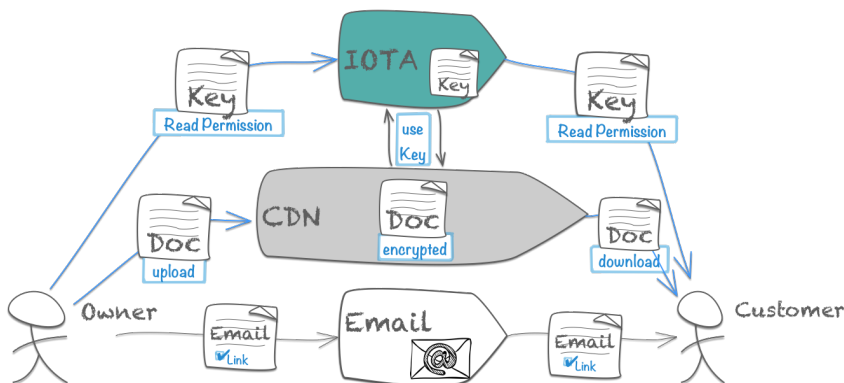 IOTA
Key
Key
Read Permission
use
Key
Key
Read Permission
CDN
Doc
upload
Doc
encrypted
Doc
download
Owner
Email
Link
Email
@
Email
Link
Customer